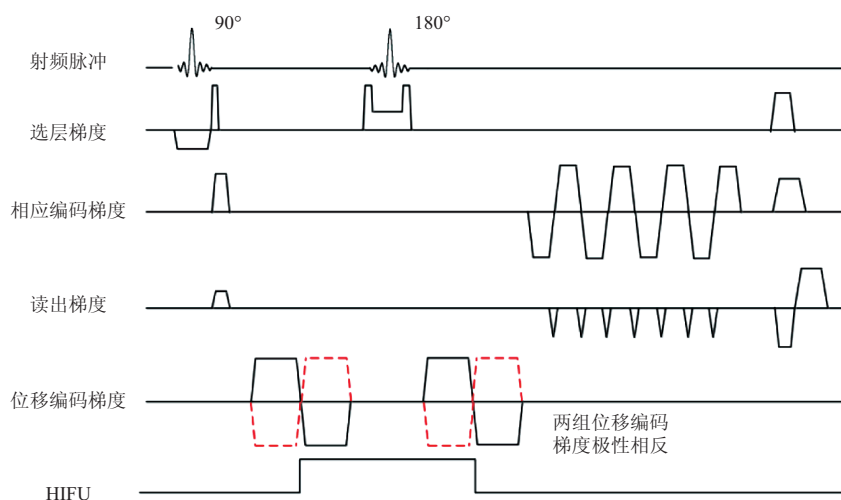 90°
180°
射频脉冲
选层梯度
相应编码梯度
读出梯度
位移编码梯度
两组位移编码
梯度极性相反
HIFU